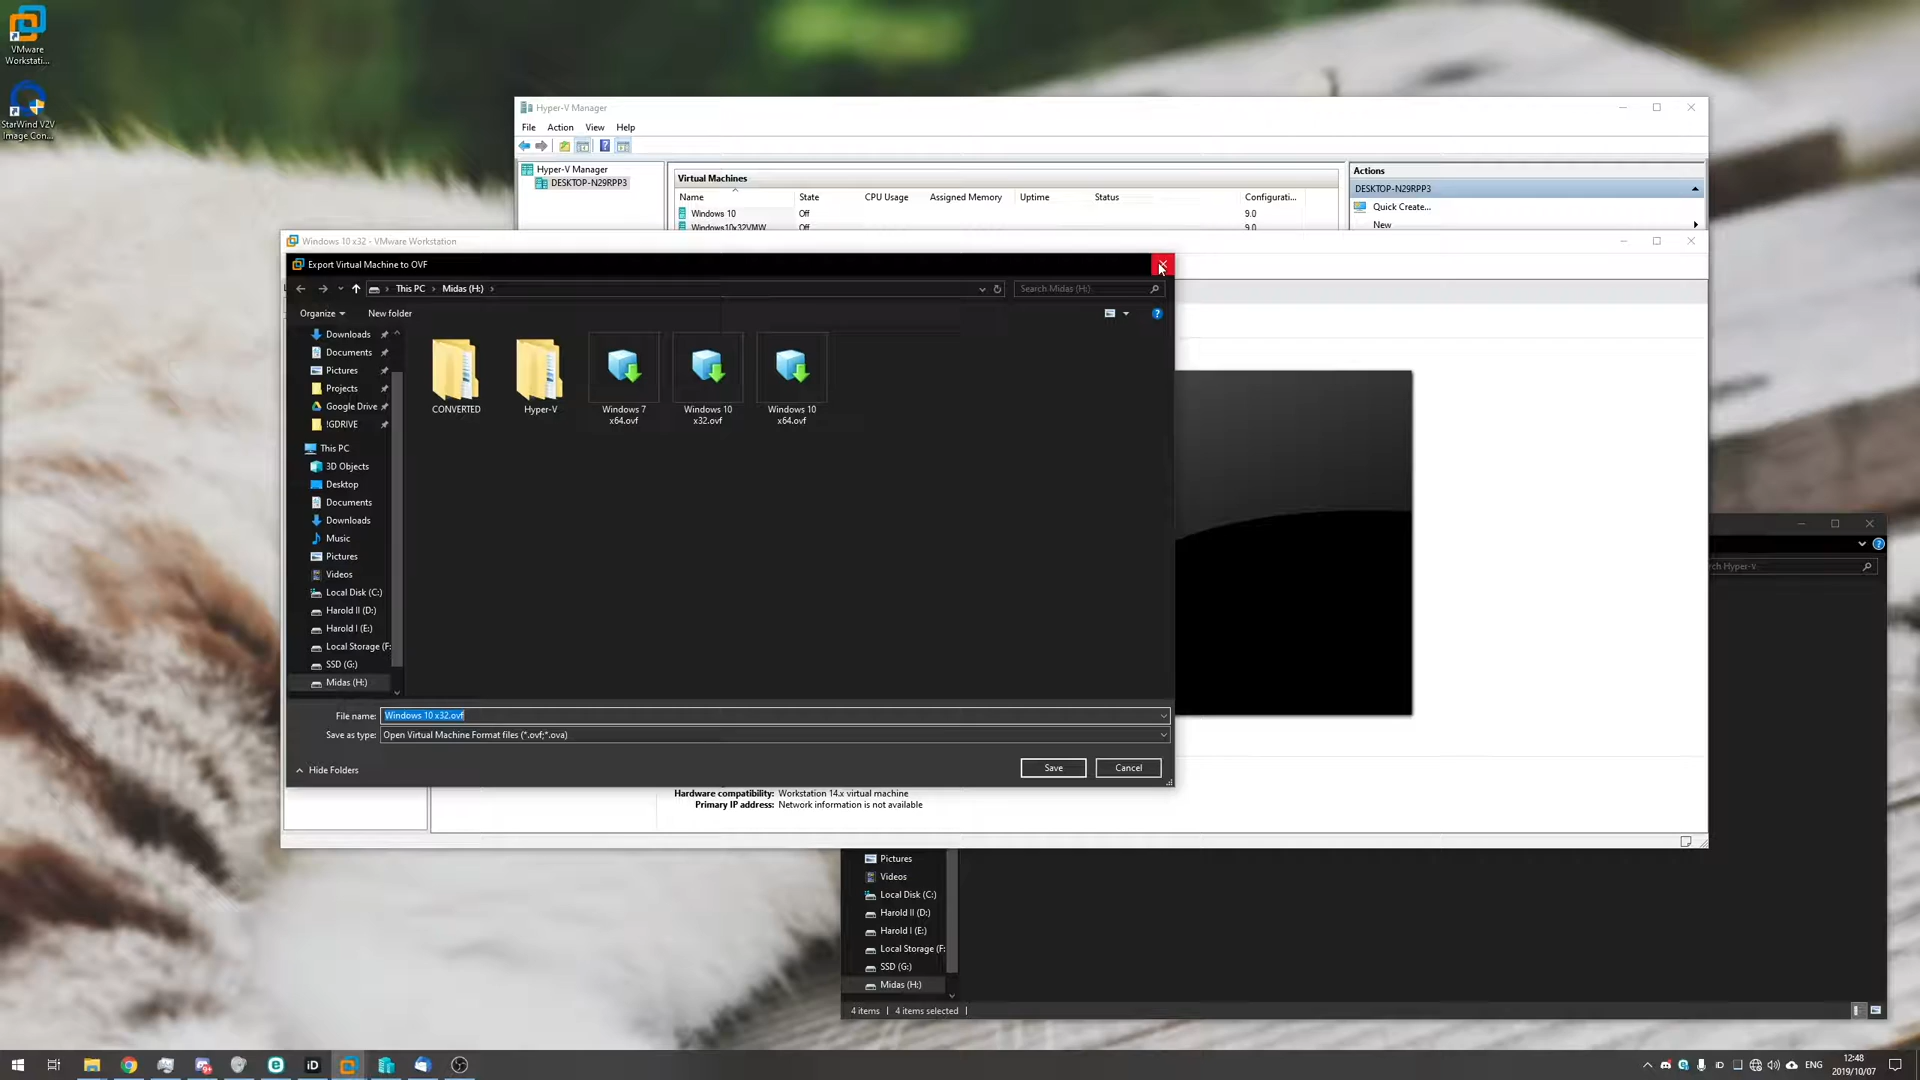 VMware
Workstati...
StarWind V2V
Image Con...
Hyper-V Manager
File Action View Help
Hyper-V Manager
DESKTOP-N29RPP3
Virtual Machines
Name State CPU Usage Assigned Memory Uptime Status Configurati...
Windows 10 Off 9.0
Windows10x32VMW Off 9.0
Actions
DESKTOP-N29RPP3
Quick Create...
New
Windows 10 x32 - VMware Workstation
Export Virtual Machine to OVF
This PC Midas (H:)
Search Midas (H:)
Organize New folder
Downloads
Documents
Pictures
Projects
Google Drive
!GDRIVE
This PC
3D Objects
Desktop
Documents
Downloads
Music
Pictures
Videos
Local Disk (C:)
Harold II (D:)
Harold I (E:)
Local Storage (F:
SSD (G:)
Midas (H:)
CONVERTED
Hyper-V
Windows 7
x64.ovf
Windows 10
x32.ovf
Windows 10
x64.ovf
File name: Windows 10 x32.ovf
Save as type: Open Virtual Machine Format files (*.ovf;*.ova)
Hide Folders
Save Cancel
Hardware compatibility: Workstation 14.x virtual machine
Primary IP address: Network information is not available
rch Hyper-V
Pictures
Videos
Local Disk (C:)
Harold II (D:)
Harold I (E:)
Local Storage (F:
SSD (G:)
Midas (H:)
4 items 4 items selected
iD
iD
ENG
12:48
2019/10/07